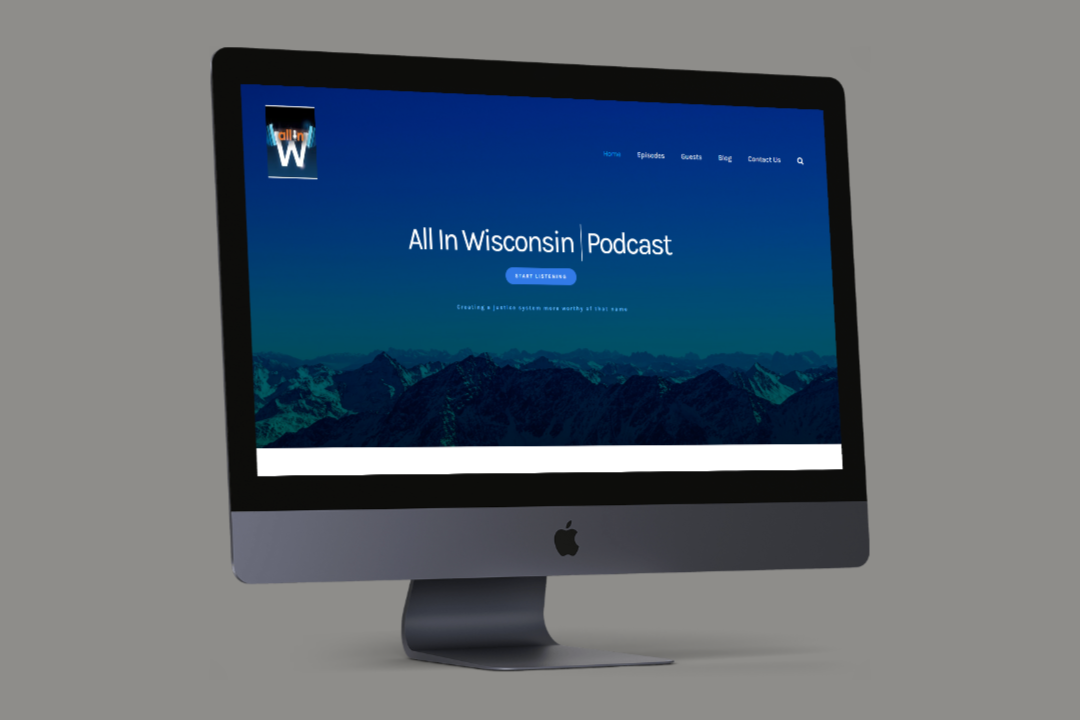 all in
W
Home Episodes Guests Blog Contact Us
All In Wisconsin | Podcast
START LISTENING
Creating a justice system more worthy of that name